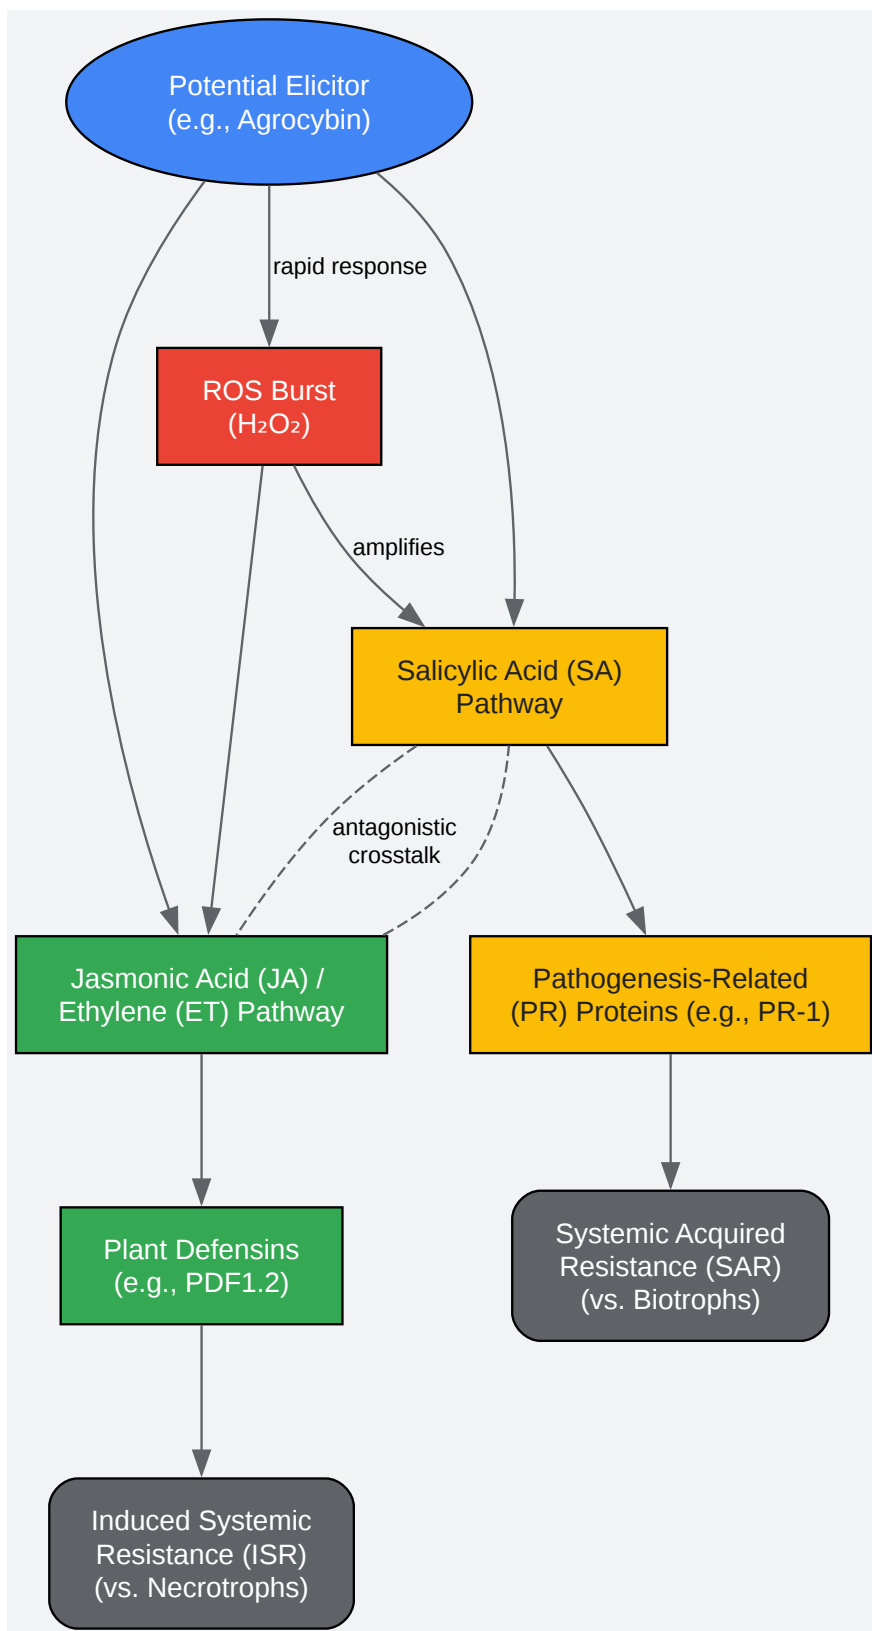 Potential Elicitor
(e.g., Agrocybin)
rapid response
ROS Burst
(H₂O₂)
amplifies
Salicylic Acid (SA)
Pathway
antagonistic
crosstalk
Jasmonic Acid (JA) /
Ethylene (ET) Pathway
Pathogenesis-Related
(PR) Proteins (e.g., PR-1)
Plant Defensins
(e.g., PDF1.2)
Systemic Acquired
Resistance (SAR)
(vs. Biotrophs)
Induced Systemic
Resistance (ISR)
(vs. Necrotrophs)